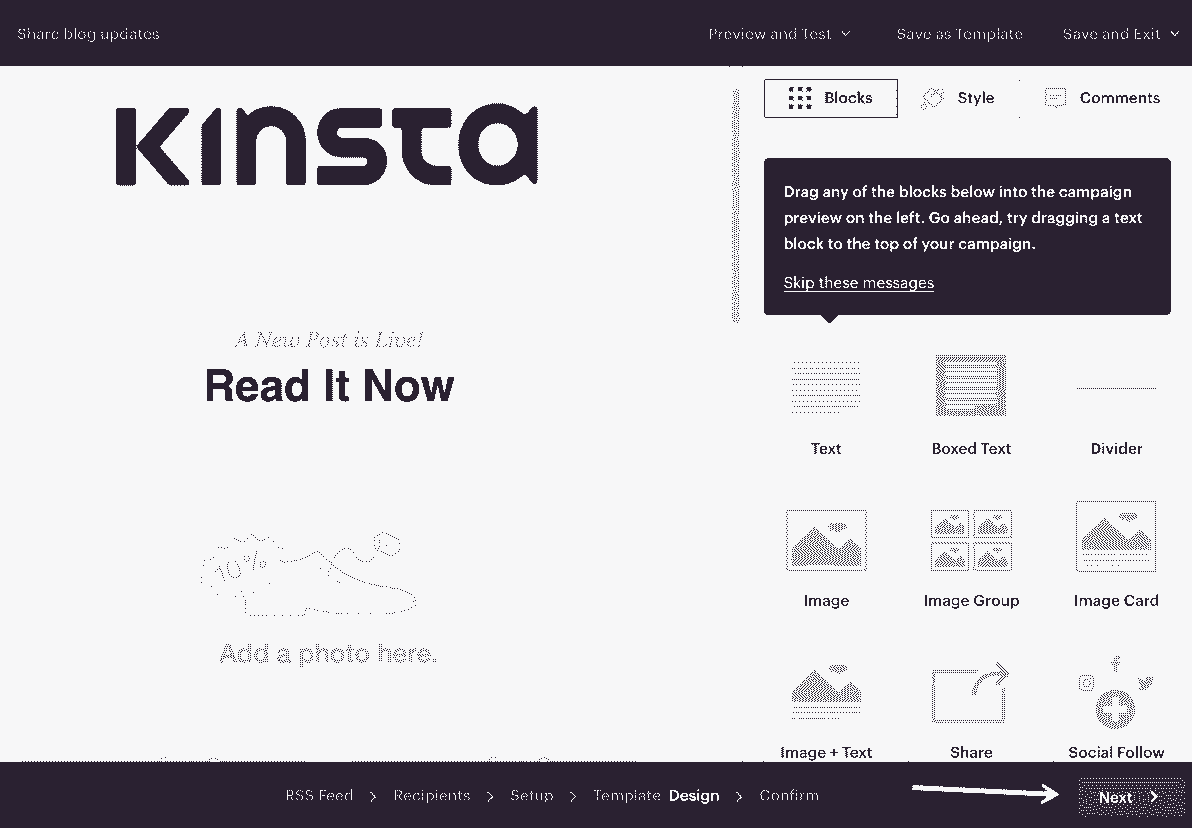 Share blog updates
Preview and Test
Save as Template
Save and Exit
KINSTA
Blocks
Style
Comments
Drag any of the blocks below into the campaign
preview on the left. Go ahead, try dragging a text
block to the top of your campaign.
Skip these messages
A New Post is Live!
Read It Now
Text
Boxed Text
Divider
10%
Add a photo here.
Image
Image Group
Image Card
Image + Text
Share
Social Follow
RSS Feed > Recipients > Setup > Template Design > Confirm
Next >